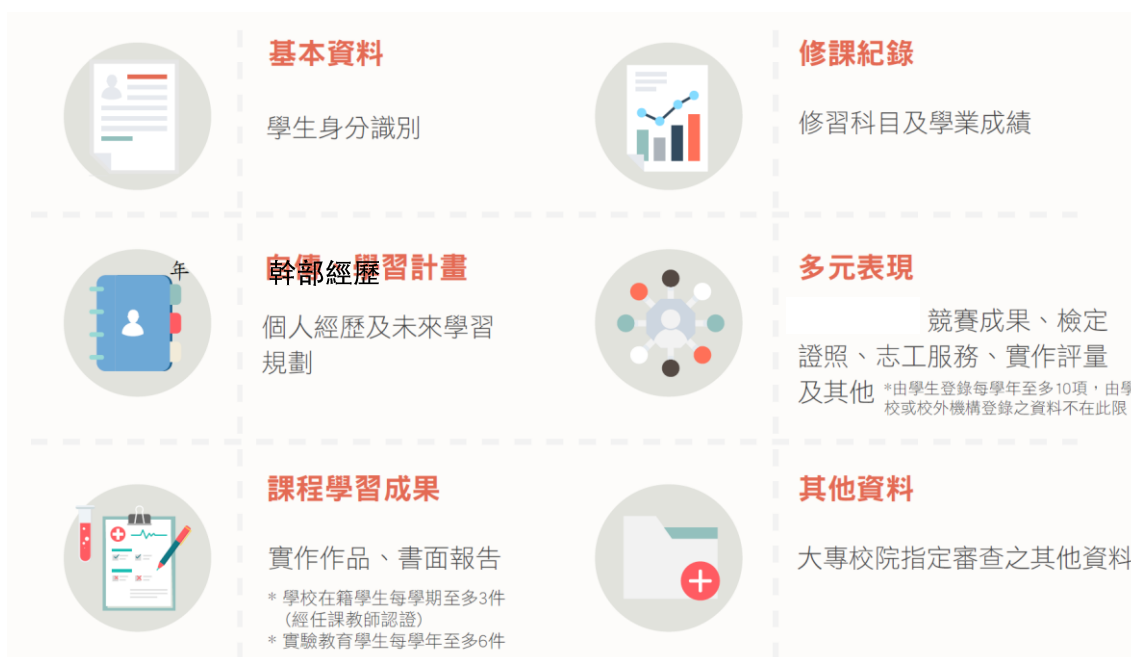 基本資料
學生身分識別
修課紀錄
修習科目及學業成績
年
幹部經歷
習計畫
個人經歷及未來學習
規劃
多元表現
競賽成果、檢定
證照、志工服務、實作評量
及其他 *由學生登錄每學年至多10項,由學
校或校外機構登錄之資料不在此限
課程學習成果
實作作品、書面報告
* 學校在籍學生每學期至多3件
(經任課教師認證)
* 實驗教育學生每學年至多6件
其他資料
大專校院指定審查之其他資料